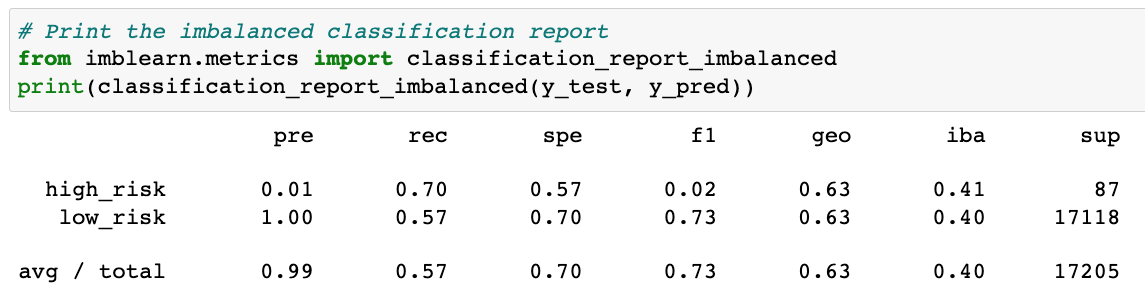 # Print the imbalanced classification report
from imblearn.metrics import classification_report_imbalanced
print(classification_report_imbalanced(y_test, y_pred))
pre rec spe f1 geo iba sup
high_risk 0.01 0.70 0.57 0.02 0.63 0.41 87
low_risk 1.00 0.57 0.70 0.73 0.63 0.40 17118
avg / total 0.99 0.57 0.70 0.73 0.63 0.40 17205